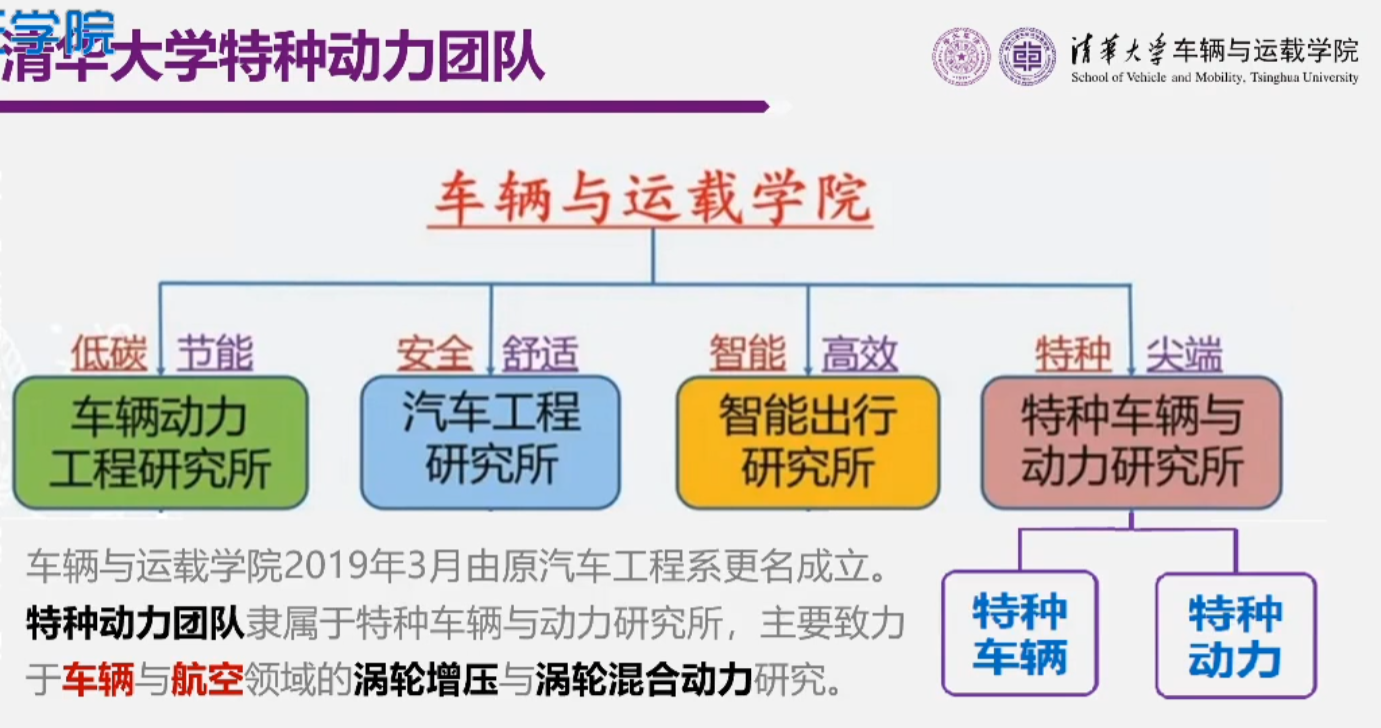 学院
清华大学特种动力团队
清华大学车辆与运载学院
School of Vehicle and Mobility, Tsinghua University
车辆与运载学院
低碳 节能
安全 舒适
智能 高效
特种 尖端
车辆动力
工程研究所
汽车工程
研究所
智能出行
研究所
特种车辆与
动力研究所
车辆与运载学院2019年3月由原汽车工程系更名成立。
特种动力团队隶属于特种车辆与动力研究所，主要致力
于车辆与航空领域的涡轮增压与涡轮混合动力研究。
特种
车辆
特种
动力